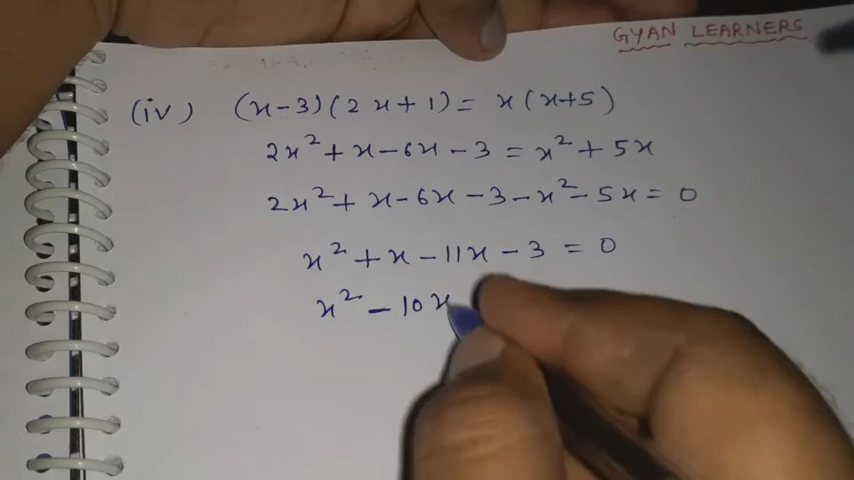 GYAN LEARNERS
(iv) (x-3)(2x+1) = x(x+5)
2x²+x-6x-3 = x²+5x
2x²+x-6x-3-x²-5x = 0
x²+x-11x-3 = 0
x²-10x